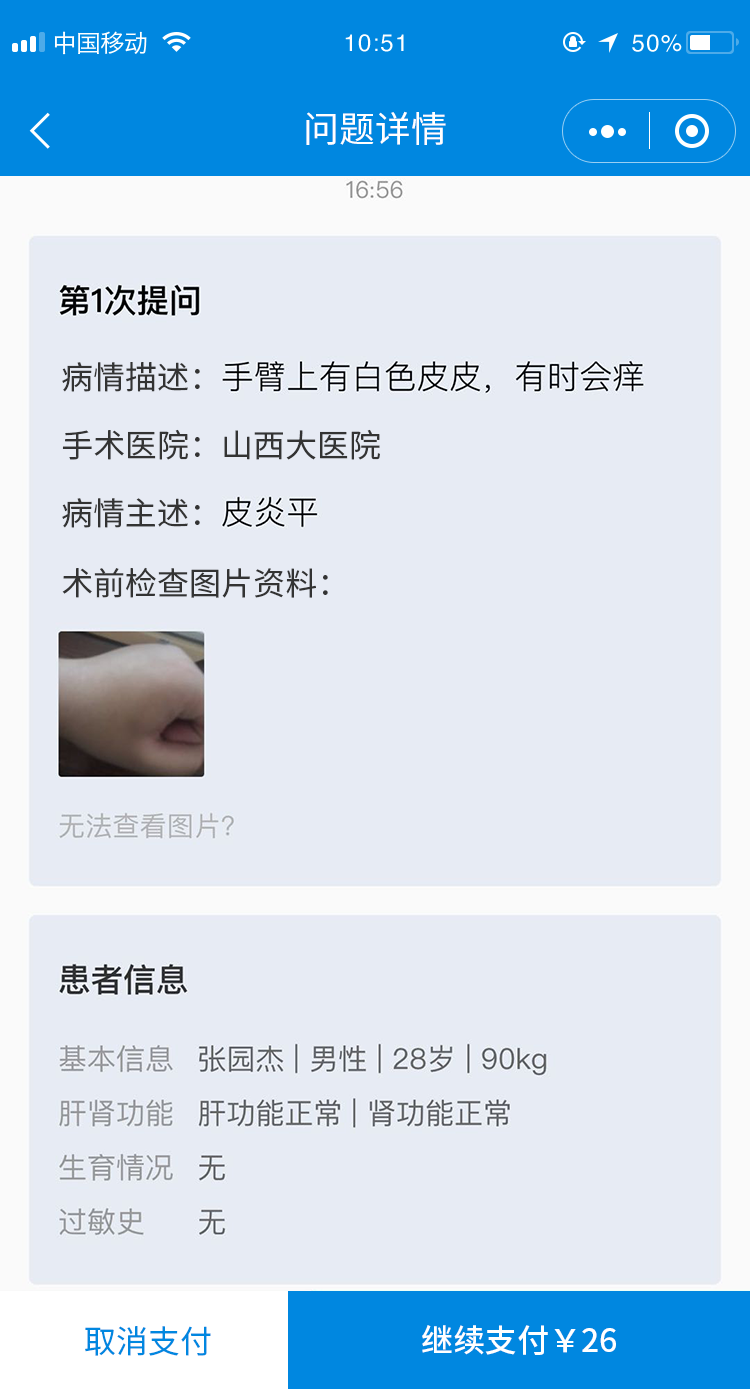 中国移动
10:51
50%
问题详情
16:56
第1次提问
病情描述：手臂上有白色皮皮，有时会痒
手术医院：山西大医院
病情主述：皮炎平
术前检查图片资料：
无法查看图片？
患者信息
基本信息 张园杰 | 男性 | 28岁 | 90kg
肝肾功能 肝功能正常 | 肾功能正常
生育情况 无
过敏史 无
取消支付
继续支付￥26